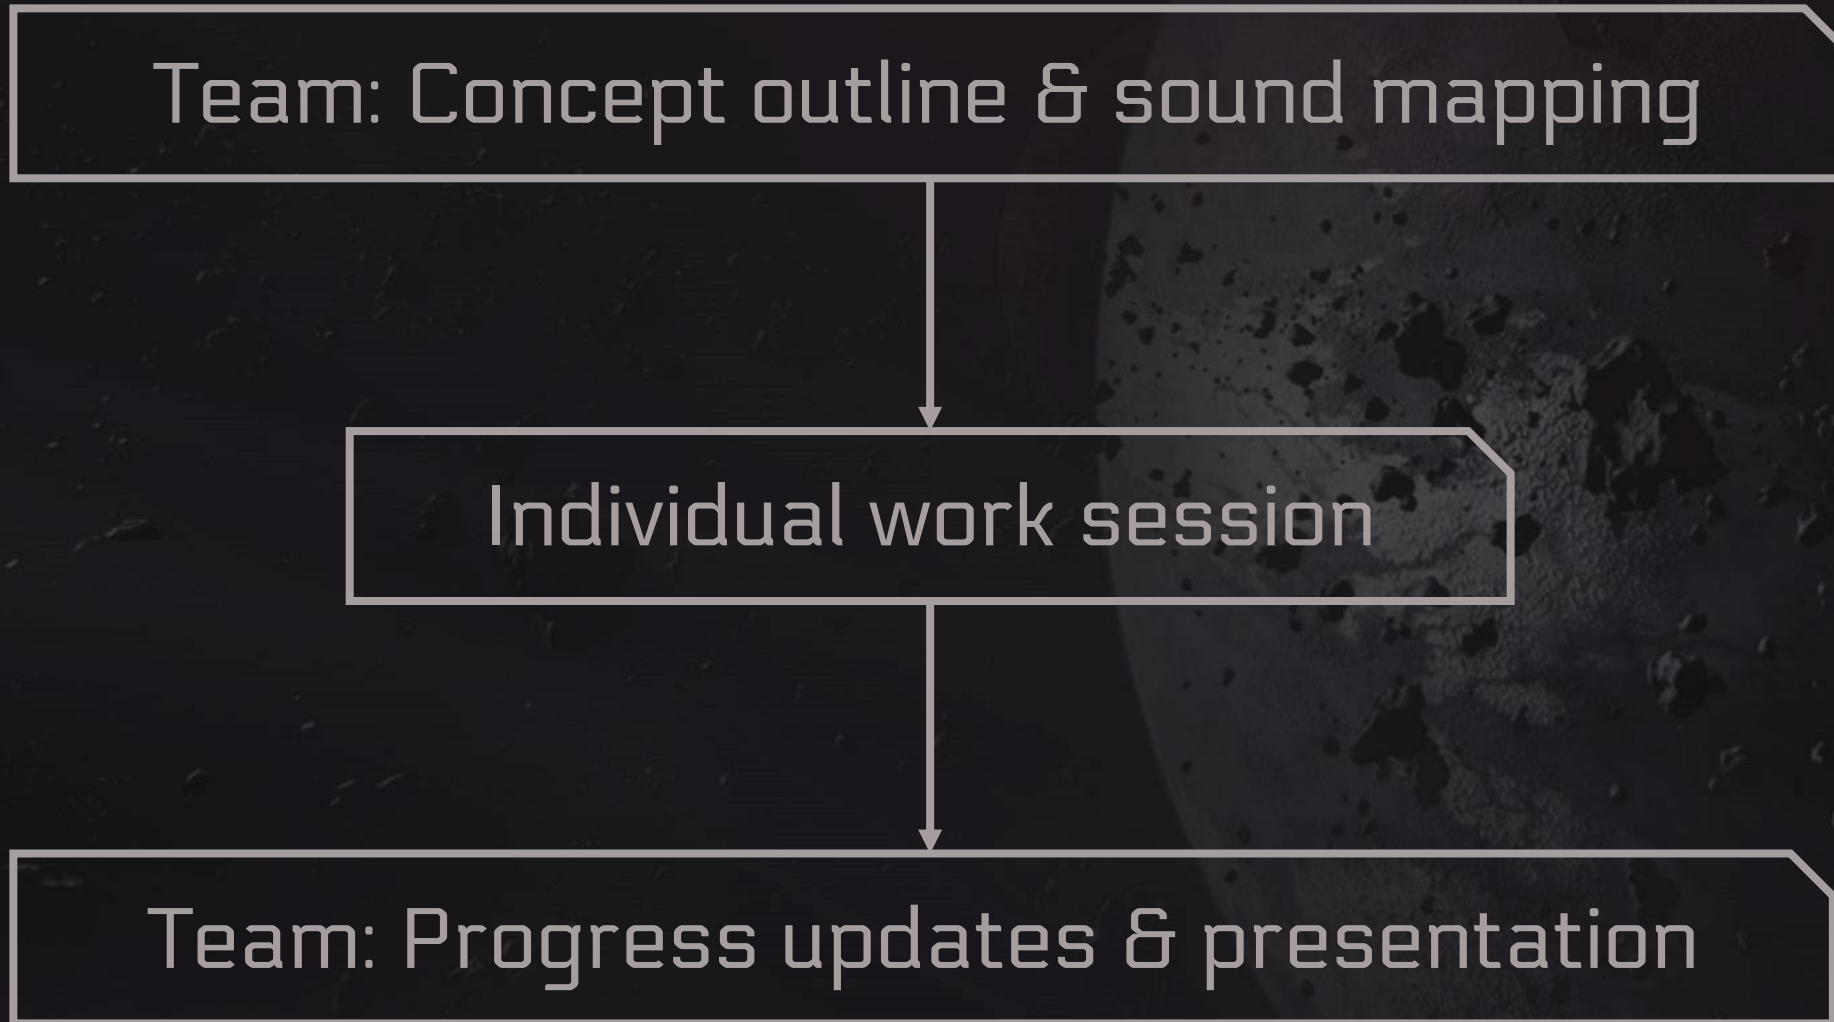 Team: Concept outline & sound mapping
Individual work session
Team: Progress updates & presentation